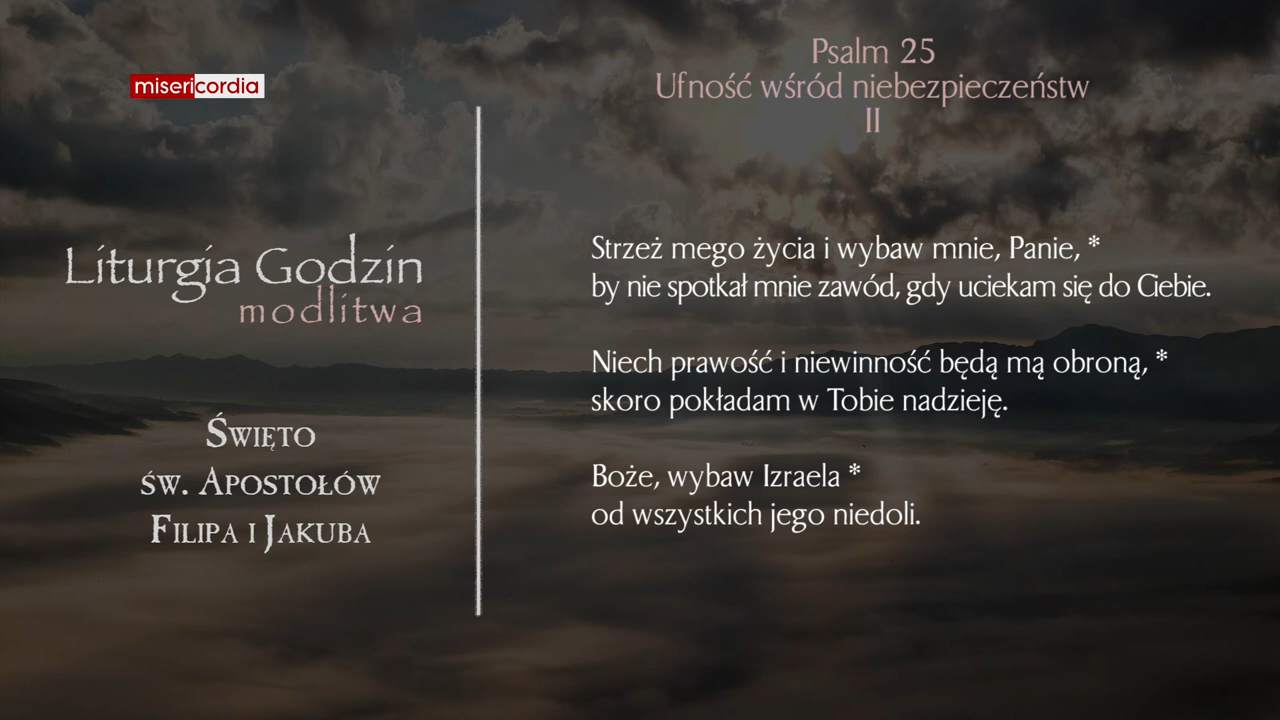 misericordia
Liturgia Godzin
modlitwa
Święto
św. Apostołów
Filipa i Jakuba
Psalm 25
Ufność wśród niebezpieczeństw
II
Strzeż mego życia i wybaw mnie, Panie, *
by nie spotkał mnie zawód, gdy uciekam się do Ciebie.
Niech prawość i niewinność będą mą obroną, *
skoro pokładam w Tobie nadzieję.
Boże, wybaw Izraela *
od wszystkich jego niedoli.